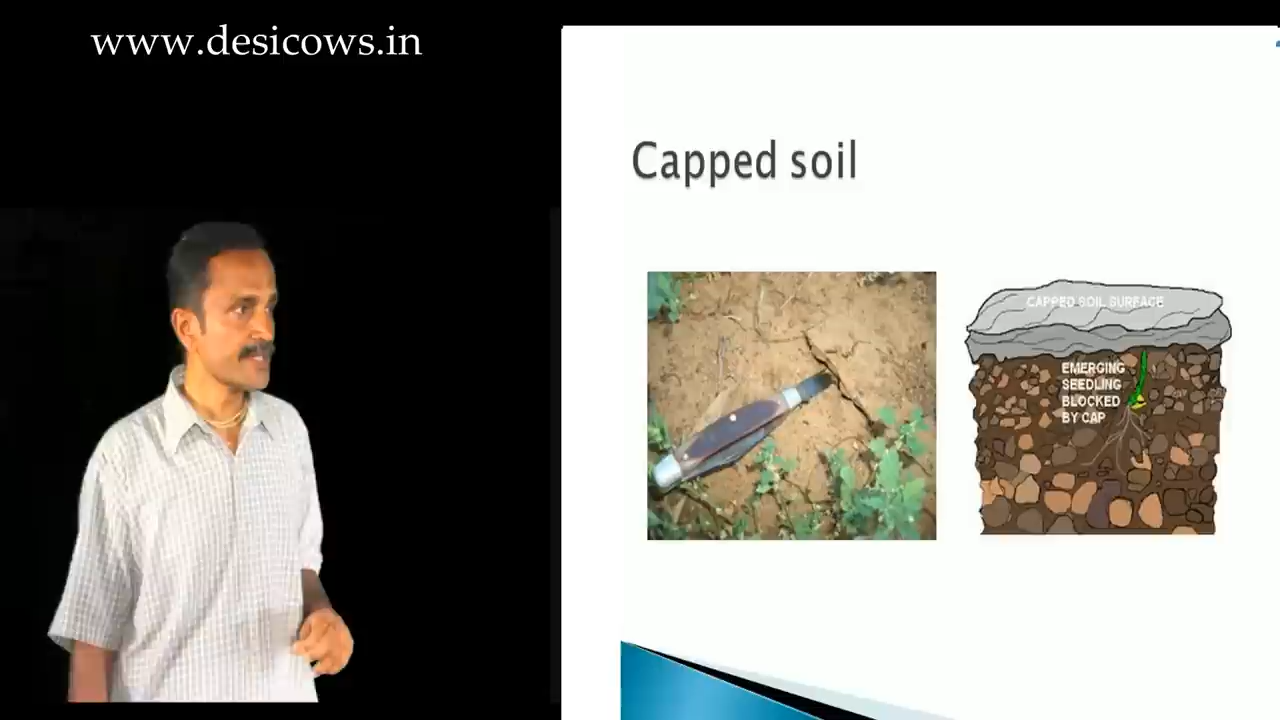 www.desicows.in
Capped soil
CAPPED SOIL SURFACE
EMERGING
SEEDLING
BLOCKED
BY CAP